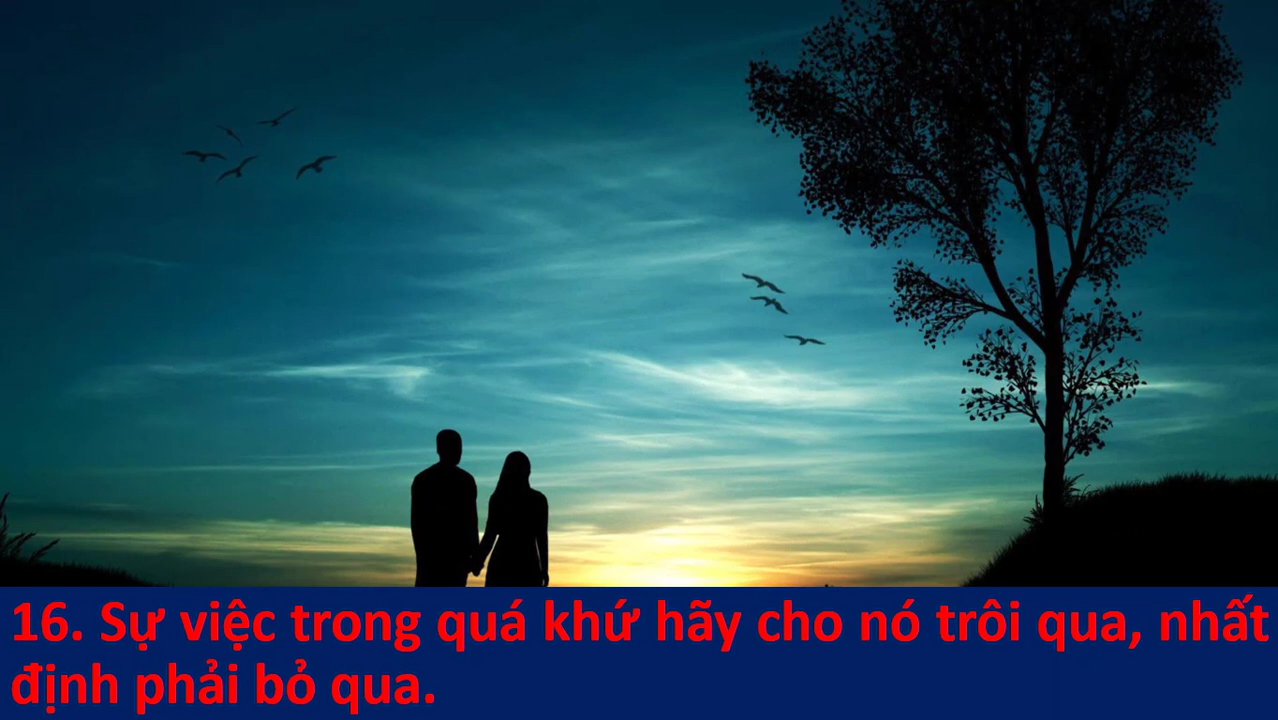 16. Sự việc trong quá khứ hãy cho nó trôi qua, nhất
định phải bỏ qua.